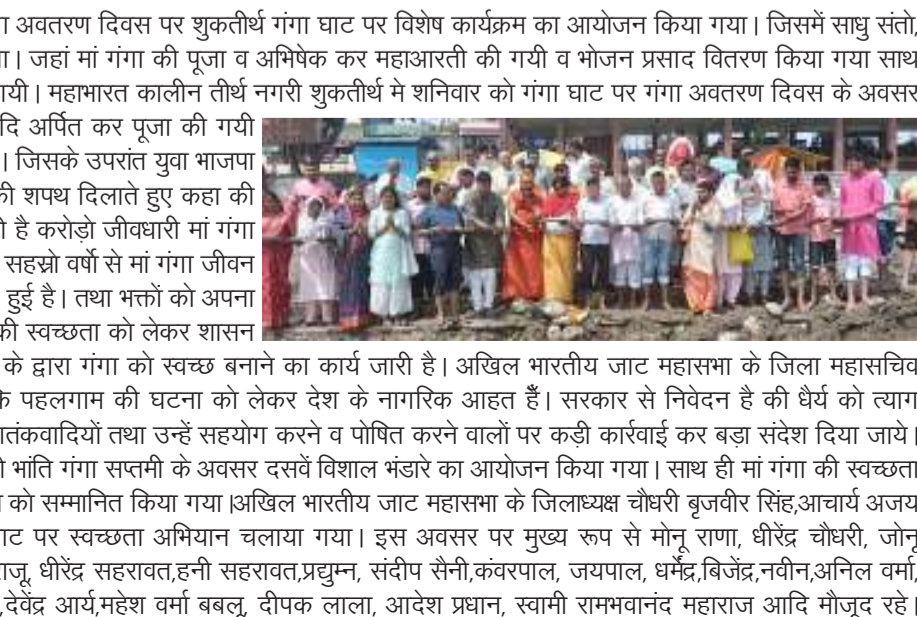 अवतरण दिवस पर शुकतीर्थ गंगा घाट पर विशेष कार्यक्रम का आयोजन किया गया। जिसमें साधु संतो,
जहां मां गंगा की पूजा व अभिषेक कर महाआरती की गयी व भोजन प्रसाद वितरण किया गया साथ
गयी। महाभारत कालीन तीर्थ नगरी शुकतीर्थ मे शनिवार को गंगा घाट पर गंगा अवतरण दिवस के अवसर
अर्पित कर पूजा की गयी
। जिसके उपरांत युवा भाजपा
की शपथ दिलाते हुए कहा की
है करोड़ो जीवधारी मां गंगा
सहस्रो वर्षो से मां गंगा जीवन
हुई है। तथा भक्तों को अपना
की स्वच्छता को लेकर शासन
के द्वारा गंगा को स्वच्छ बनाने का कार्य जारी है। अखिल भारतीय जाट महासभा के जिला महासचिव
पहलगाम की घटना को लेकर देश के नागरिक आहत हैं। सरकार से निवेदन है की धैर्य को त्याग
तथा उन्हें सहयोग करने व पोषित करने वालों पर कड़ी कार्रवाई कर बड़ा संदेश दिया जाये।
भांति गंगा सप्तमी के अवसर दसवें विशाल भंडारे का आयोजन किया गया। साथ ही मां गंगा की स्वच्छता
को सम्मानित किया गया।अखिल भारतीय जाट महासभा के जिलाध्यक्ष चौधरी बृजवीर सिंह,आचार्य अजय
पर स्वच्छता अभियान चलाया गया। इस अवसर पर मुख्य रूप से मोनू राणा, धीरेंद्र चौधरी, जोनू
धीरेंद्र सहरावत,हनी सहरावत,प्रद्युम्न, संदीप सैनी,कंवरपाल, जयपाल, धर्मेंद्र,बिजेंद्र,नवीन,अनिल वर्मा,
,देवेंद्र आर्य,महेश वर्मा बबलू, दीपक लाला, आदेश प्रधान, स्वामी रामभवानंद महाराज आदि मौजूद रहे।